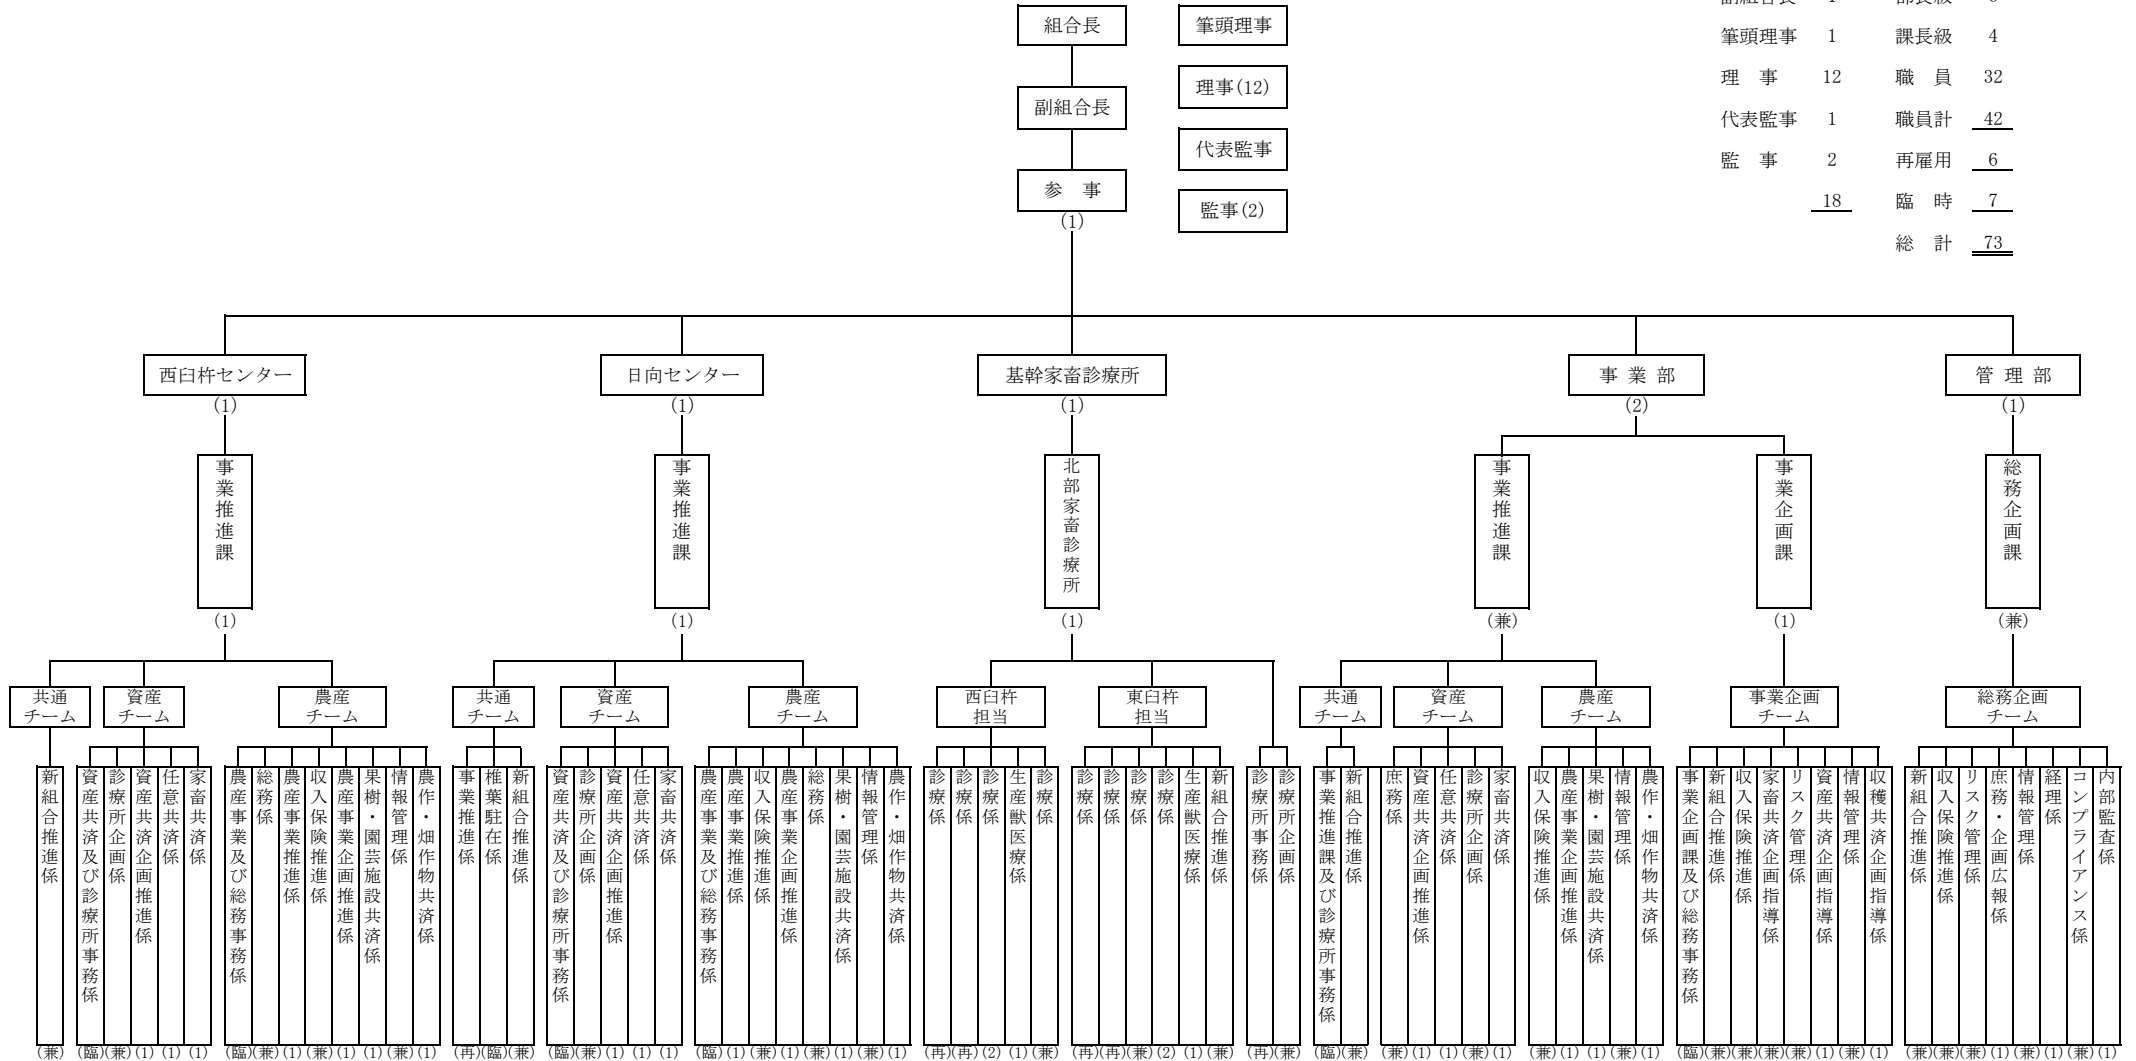 副組合長 1 部長級 6
組合長 筆頭理事 筆頭理事 1 課長級 4
理事(12) 理　事 12 職　員 32
副組合長 代表監事 1 職員計 42
代表監事 監　事 2 再雇用 6
参　事 監事(2) 18 臨　時 7
(1)
総　計 73
西臼杵センター 日向センター 基幹家畜診療所 事 業 部 管 理 部
(1) (1) (1) (2) (1)
事業推進課
事業推進課
北部家畜診療所
事業推進課
事業企画課
総務企画課
(1) (1) (1) (兼) (1) (兼)
共通チーム
資産チーム
農産チーム
共通チーム
資産チーム
農産チーム
西臼杵担当
東臼杵担当
共通チーム
資産チーム
農産チーム
事業企画チーム
総務企画チーム
新組合推進係
資産共済及び診療所事務係
診療所企画係
資産共済企画推進係
任意共済係
家畜共済係
農産事業及び総務事務係
総務係
農産事業推進係
収入保険推進係
農産事業企画推進係
果樹・園芸施設共済係
情報管理係
農作・畑作物共済係
事業推進係
椎葉駐在係
新組合推進係
資産共済及び診療所事務係
診療所企画係
資産共済企画推進係
任意共済係
家畜共済係
農産事業及び総務事務係
農産事業推進係
収入保険推進係
農産事業企画推進係
総務係
果樹・園芸施設共済係
情報管理係
農作・畑作物共済係
診療係
診療係
診療係
生産獣医療係
診療係
診療係
診療係
診療係
診療係
生産獣医療係
新組合推進係
診療所事務係
診療所企画係
事業推進課及び診療所事務係
新組合推進係
庶務係
資産共済企画推進係
任意共済係
診療所企画係
家畜共済係
収入保険推進係
農産事業企画推進係
果樹・園芸施設共済係
情報管理係
農作・畑作物共済係
事業企画課及び総務事務係
新組合推進係
収入保険推進係
家畜共済企画指導係
リスク管理係
資産共済企画指導係
情報管理係
収穫共済企画指導係
新組合推進係
収入保険推進係
リスク管理係
庶務・企画広報係
情報管理係
経理係
コンプライアンス係
内部監査係
(兼) (臨)(兼)(1)(1)(1) (臨)(兼)(1)(兼)(1)(1)(兼)(1) (再)(臨)(兼) (臨)(兼)(1)(1)(1) (臨)(1)(兼)(1)(兼)(1)(兼)(1) (再)(再)(2)(1)(兼) (再)(再)(兼)(2)(1)(兼) (再)(兼) (臨)(兼) (兼)(1)(1)(兼)(1) (兼)(1)(1)(兼)(1) (臨)(兼)(兼)(兼)(兼)(1)(兼)(1) (兼)(兼)(兼)(1)(兼)(1)(兼)(1)